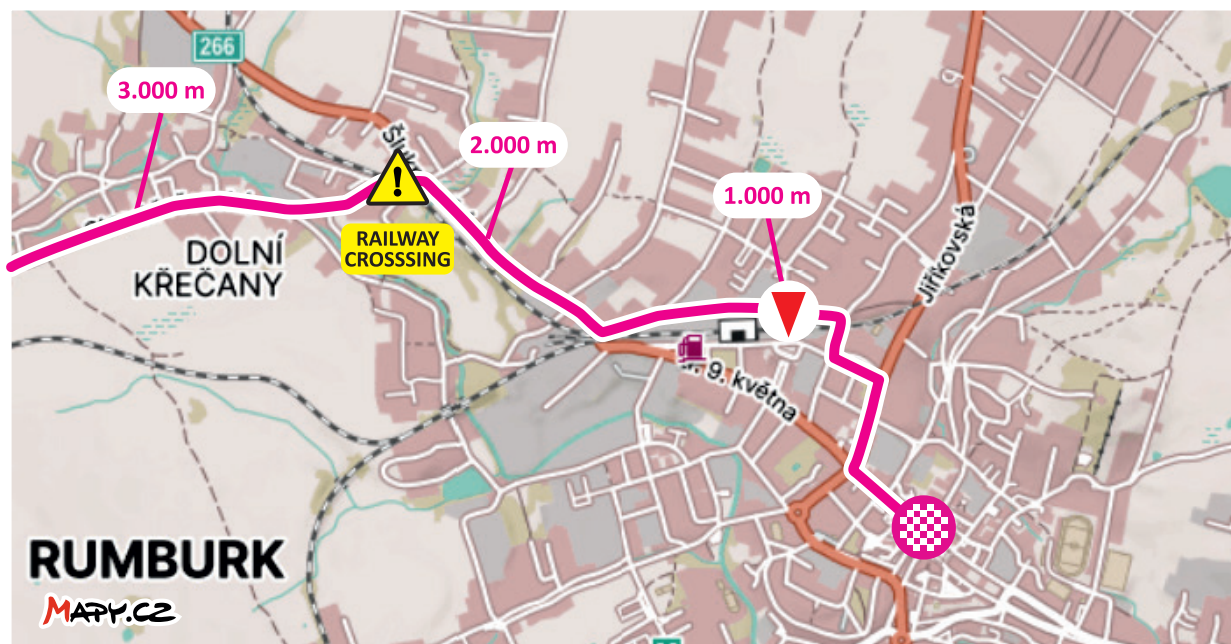 266
3.000 m
2.000 m
1.000 m
RAILWAY
CROSSSING
DOLNÍ
KŘEČANY
Jiříkovská
9. května
RUMBURK
MAPY.CZ